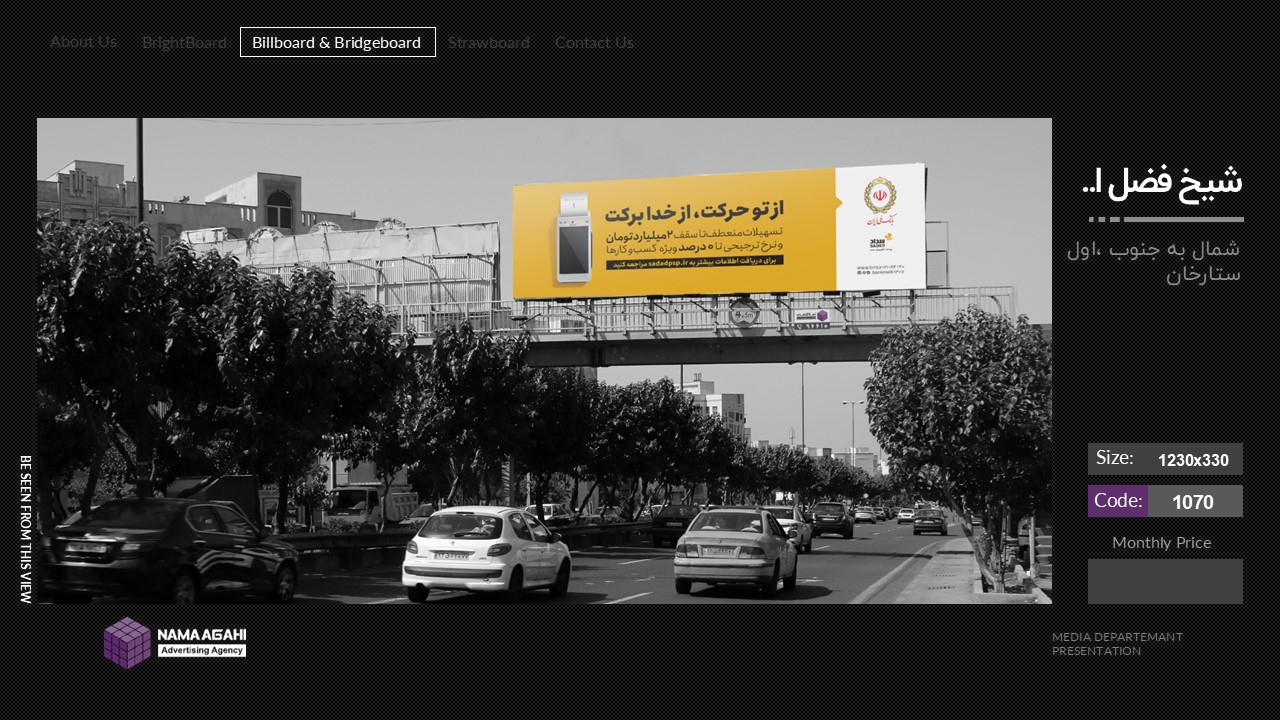 About Us
BrightBoard
Billboard & Bridgeboard
Strawboard
Contact Us
شیخ فضل ا..
شمال به جنوب،اول
ستارخان
از تو حرکت، از خدا برکت
تسهیلات منعطف تا سقف ۲ میلیارد تومان
و نرخ ترجیحی تا ۰ درصد ویژه کسب‌وکارها
برای دریافت اطلاعات بیشتر به sadadpsp.ir مراجعه کنید
بانک ملی ایران
سداد
Size:
1230x330
Code:
1070
Monthly Price
BE SEEN FROM THIS VIEW
NAMA AGAHI
Advertising Agency
MEDIA DEPARTEMANT
PRESENTATION